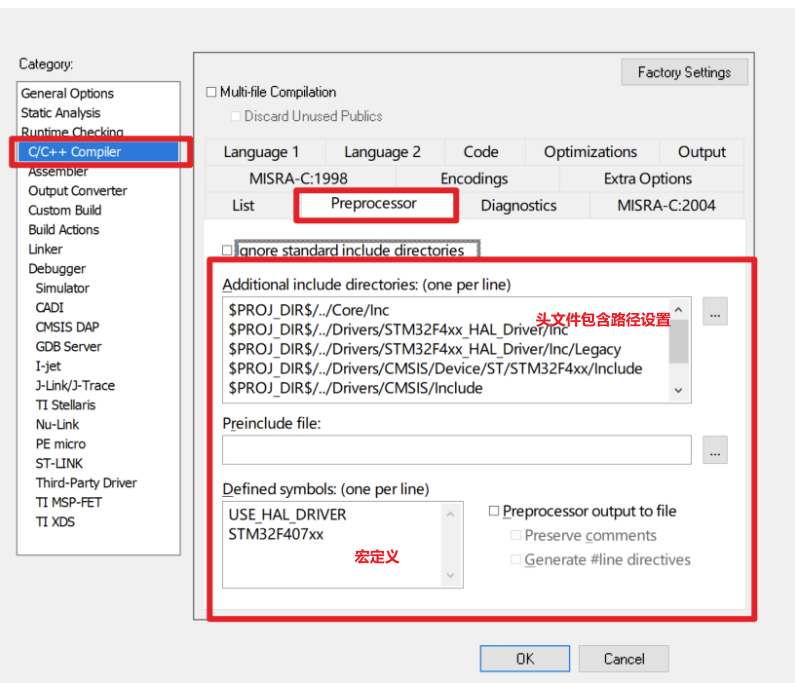 Category:
Factory Settings
General Options
Static Analysis
Runtime Checking
C/C++ Compiler
Assembler
Output Converter
Custom Build
Build Actions
Linker
Debugger
Simulator
CADI
CMSIS DAP
GDB Server
I-jet
J-Link/J-Trace
TI Stellaris
Nu-Link
PE micro
ST-LINK
Third-Party Driver
TI MSP-FET
TI XDS
Multi-file Compilation
Discard Unused Publics
Language 1 Language 2 Code Optimizations Output
MISRA-C:1998 Encodings Extra Options
List Preprocessor Diagnostics MISRA-C:2004
Ignore standard include directories
Additional include directories: (one per line)
$PROJ_DIR$/../Core/Inc
$PROJ_DIR$/../Drivers/STM32F4xx_HAL_Driver/Inc
$PROJ_DIR$/../Drivers/STM32F4xx_HAL_Driver/Inc/Legacy
$PROJ_DIR$/../Drivers/CMSIS/Device/ST/STM32F4xx/Include
$PROJ_DIR$/../Drivers/CMSIS/Include
头文件包含路径设置
...
Preinclude file:
...
Defined symbols: (one per line)
USE_HAL_DRIVER
STM32F407xx
宏定义
Preprocessor output to file
Preserve comments
Generate #line directives
OK Cancel